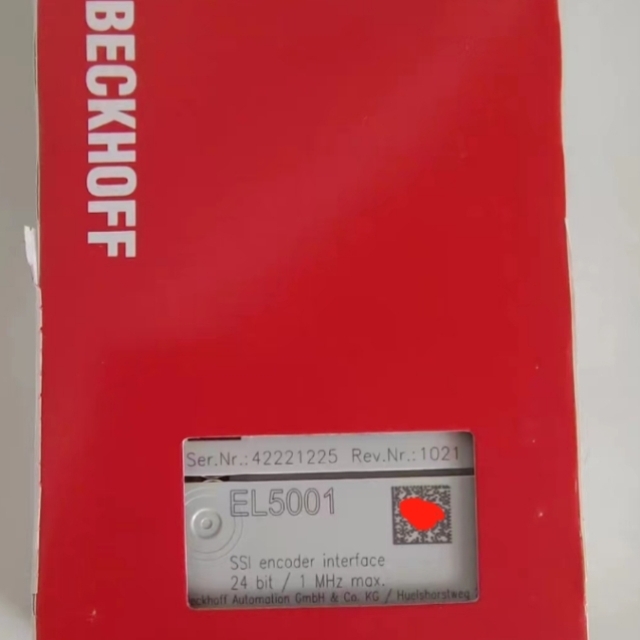 BECKHOFF
Ser.Nr.: 42221225 Rev.Nr.: 1021
EL5001
SSI encoder interface
24 bit / 1 MHz max.
eckhoff Automation GmbH & Co. KG / Huelshorstweg